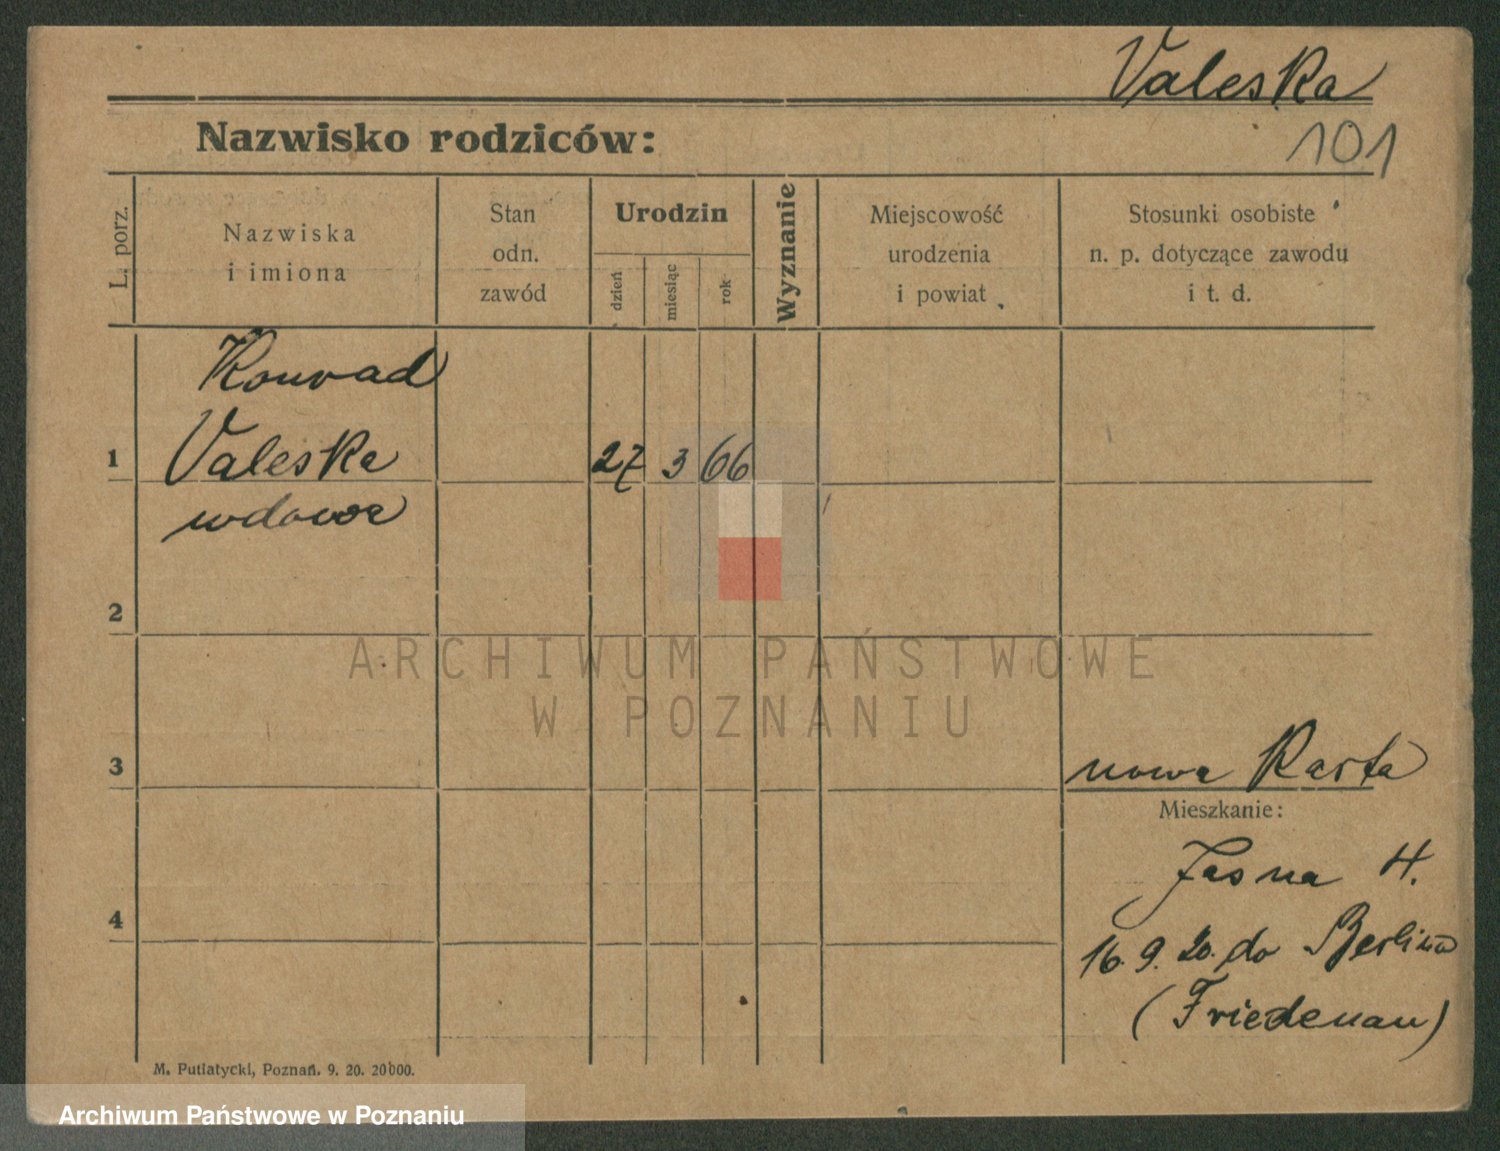 Valeska
101
Nazwisko rodziców:
L. porz.
Nazwiska
i imiona
Stan
odn.
zawód
Urodzin
dzień
miesiąc
rok
Wyznanie
Miejscowość
urodzenia
i powiat
Stosunki osobiste
n. p. dotyczące zawodu
i t. d.
Konrad
1 Valeska 27 3 66
wdowa
2
ARCHIWUM PAŃSTWOWE
W POZNANIU
3
nowa Karta
Mieszkanie:
Jasna 4.
4
16. 9. 20. do Berlina
(Friedenau)
M. Putiatycki, Poznań. 9. 20. 20000.
Archiwum Państwowe w Poznaniu